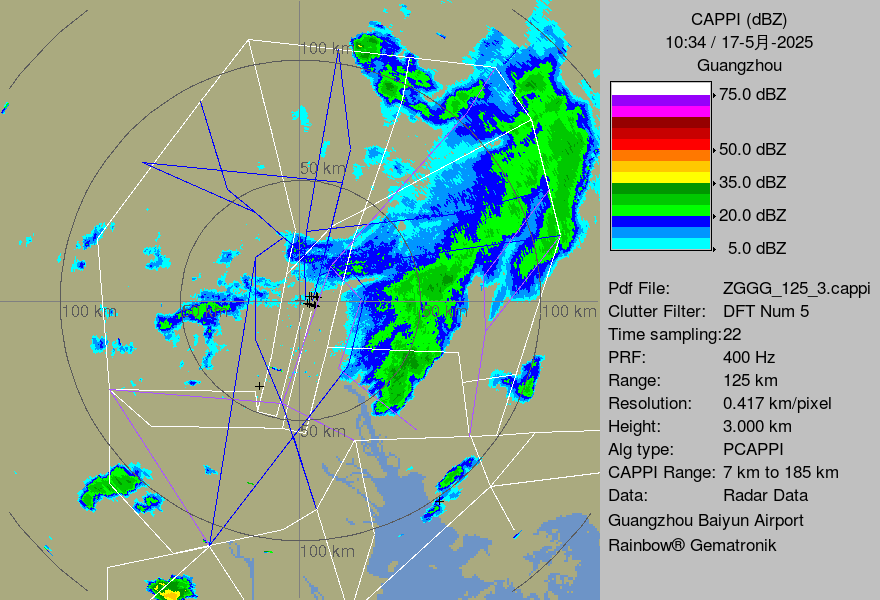 CAPPI (dBZ)
10:34 / 17-5月-2025
Guangzhou
75.0 dBZ
50.0 dBZ
35.0 dBZ
20.0 dBZ
5.0 dBZ
Pdf File: ZGGG_125_3.cappi
Clutter Filter: DFT Num 5
Time sampling:22
PRF: 400 Hz
Range: 125 km
Resolution: 0.417 km/pixel
Height: 3.000 km
Alg type: PCAPPI
CAPPI Range: 7 km to 185 km
Data: Radar Data
Guangzhou Baiyun Airport
Rainbow® Gematronik
100 km
50 km
100 km
50 km
50 km
100 km
50 km
100 km